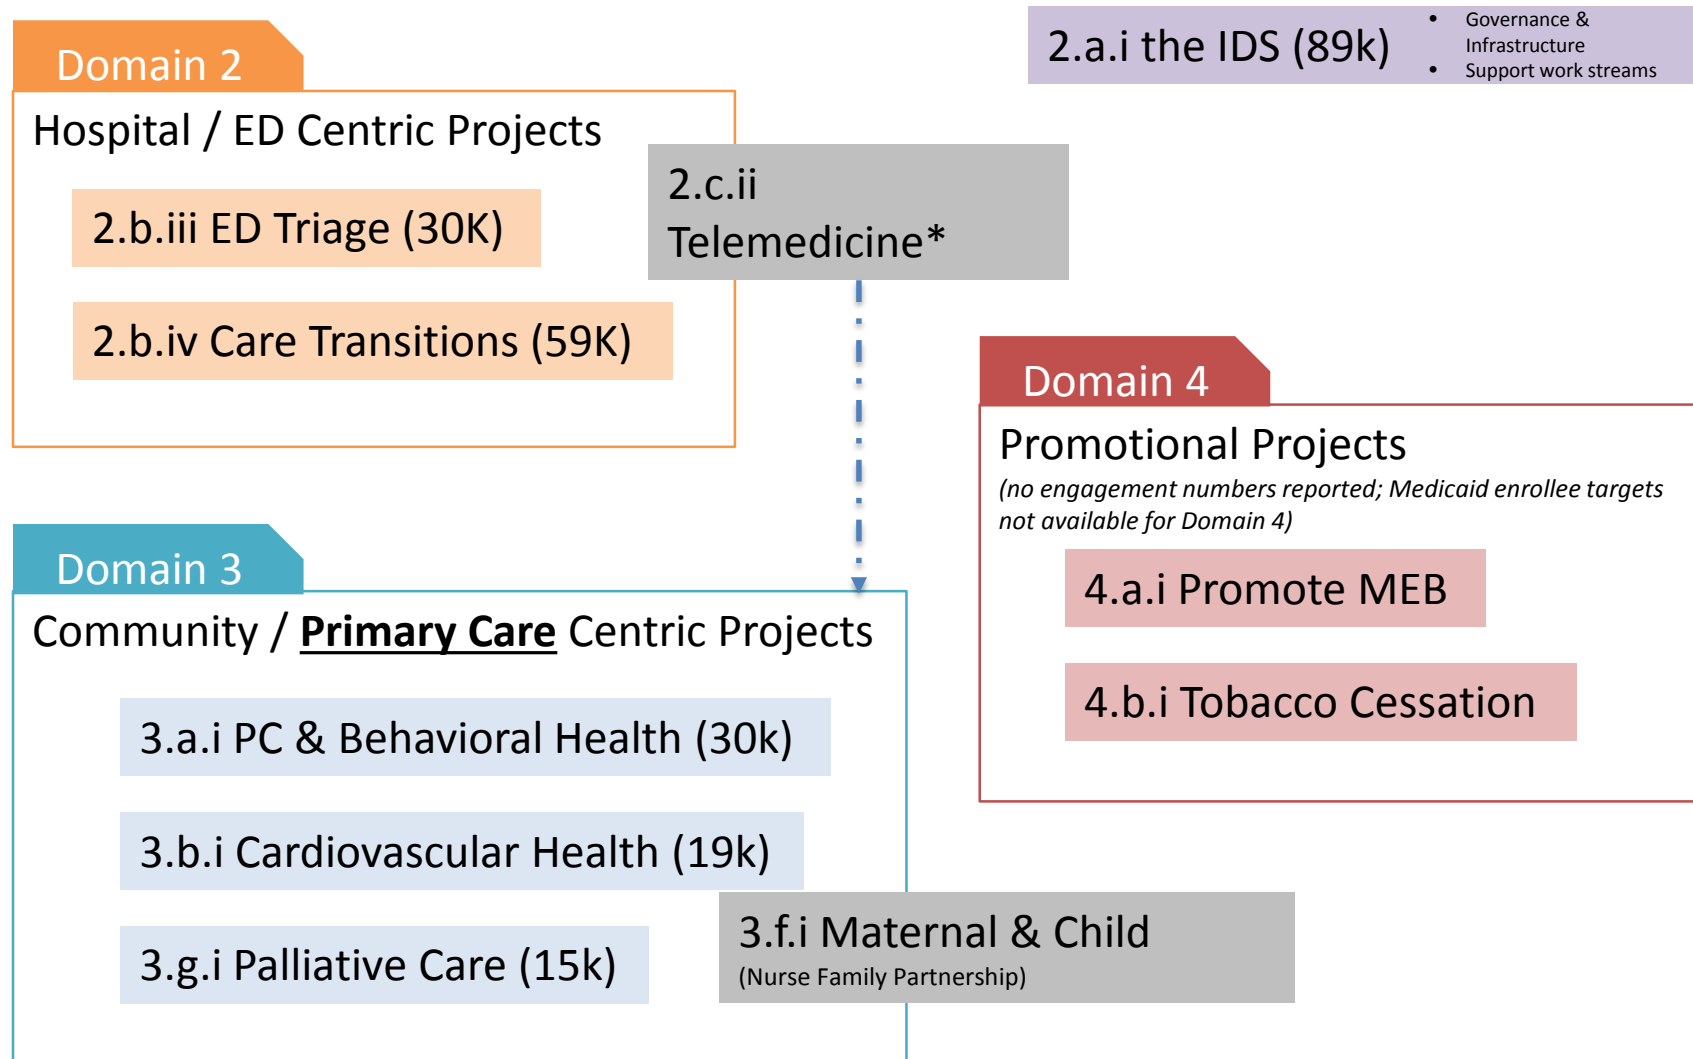 2.a.i the IDS (89k)
• Governance &
Infrastructure
• Support work streams
Domain 2
Hospital / ED Centric Projects
2.b.iii ED Triage (30K)
2.b.iv Care Transitions (59K)
2.c.ii
Telemedicine*
Domain 4
Promotional Projects
(no engagement numbers reported; Medicaid enrollee targets
not available for Domain 4)
4.a.i Promote MEB
4.b.i Tobacco Cessation
Domain 3
Community / Primary Care Centric Projects
3.a.i PC & Behavioral Health (30k)
3.b.i Cardiovascular Health (19k)
3.g.i Palliative Care (15k)
3.f.i Maternal & Child
(Nurse Family Partnership)